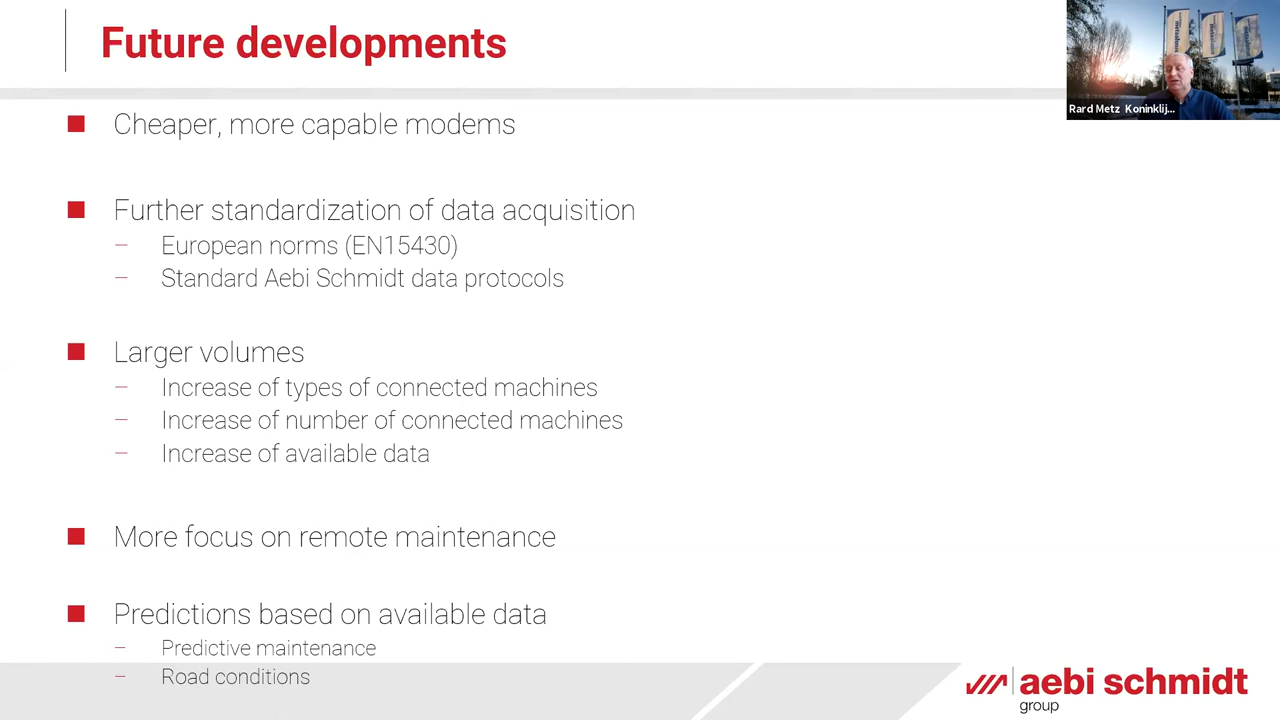 Future developments
Rard Metz Koninklij...
Cheaper, more capable modems
Further standardization of data acquisition
– European norms (EN15430)
– Standard Aebi Schmidt data protocols
Larger volumes
– Increase of types of connected machines
– Increase of number of connected machines
– Increase of available data
More focus on remote maintenance
Predictions based on available data
– Predictive maintenance
– Road conditions
aebi schmidt
group